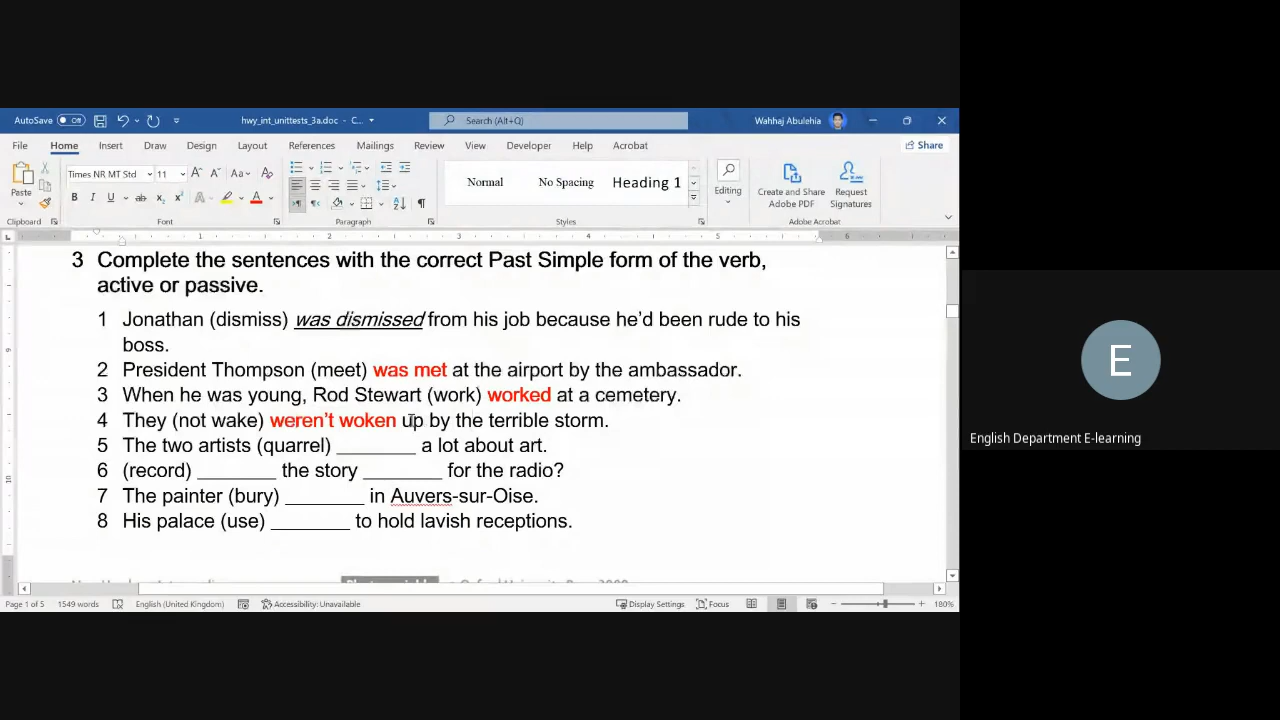 AutoSave Off hwy_int_unittests_3a.doc - C... Search (Alt+Q) Wahhaj Abulehia
File Home Insert Draw Design Layout References Mailings Review View Developer Help Acrobat Share
Times NR MT Std 11 Normal No Spacing Heading 1
Paste Editing Create and Share Adobe PDF Request Signatures
Clipboard Font Paragraph Styles Adobe Acrobat
3 Complete the sentences with the correct Past Simple form of the verb,
active or passive.
1 Jonathan (dismiss) was dismissed from his job because he'd been rude to his
boss.
2 President Thompson (meet) was met at the airport by the ambassador.
3 When he was young, Rod Stewart (work) worked at a cemetery.
4 They (not wake) weren't woken up by the terrible storm.
5 The two artists (quarrel) ________ a lot about art.
6 (record) ________ the story ________ for the radio?
7 The painter (bury) ________ in Auvers-sur-Oise.
8 His palace (use) ________ to hold lavish receptions.
Page 1 of 5 1549 words English (United Kingdom) Accessibility: Unavailable Display Settings Focus 180%
E
English Department E-learning